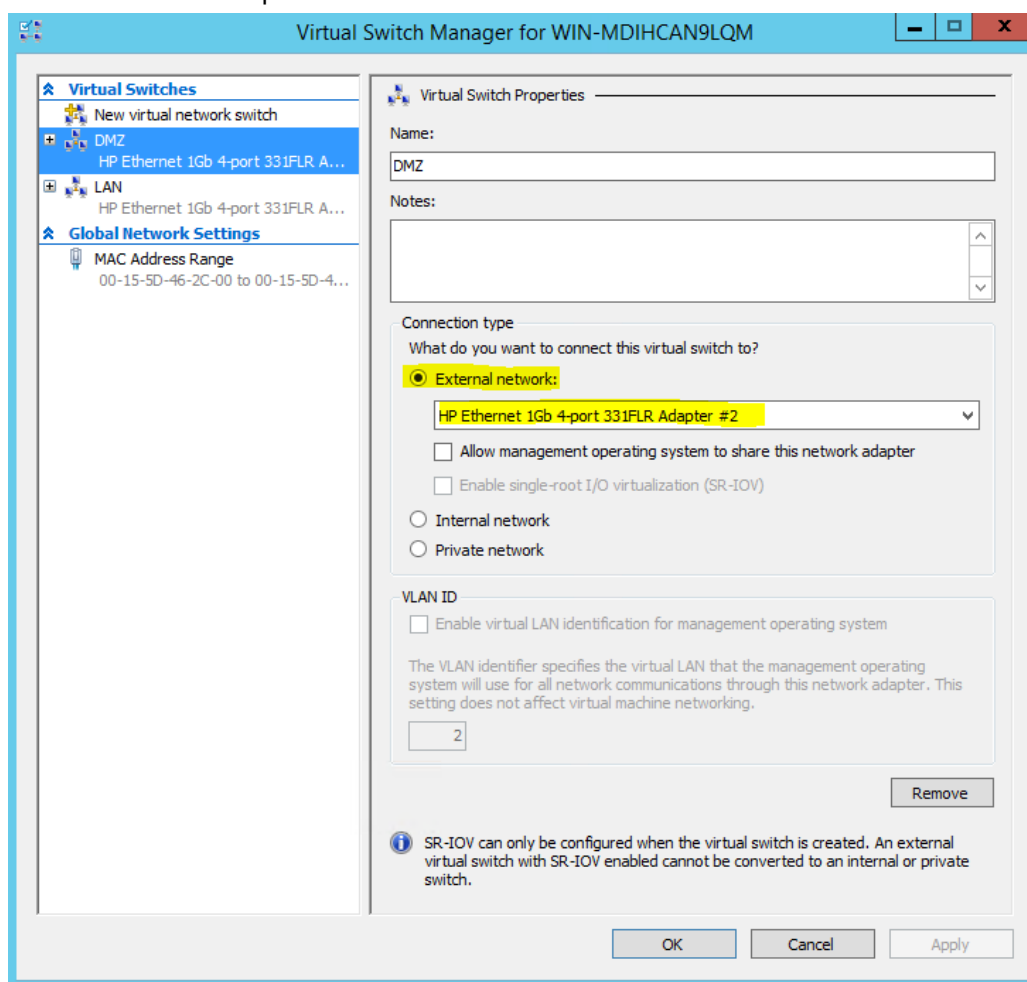 Virtual Switch Manager for WIN-MDIHCAN9LQM
Virtual Switches
New virtual network switch
DMZ
HP Ethernet 1Gb 4-port 331FLR A...
LAN
HP Ethernet 1Gb 4-port 331FLR A...
Global Network Settings
MAC Address Range
00-15-5D-46-2C-00 to 00-15-5D-4...
Virtual Switch Properties
Name:
DMZ
Notes:
Connection type
What do you want to connect this virtual switch to?
External network:
HP Ethernet 1Gb 4-port 331FLR Adapter #2
Allow management operating system to share this network adapter
Enable single-root I/O virtualization (SR-IOV)
Internal network
Private network
VLAN ID
Enable virtual LAN identification for management operating system
The VLAN identifier specifies the virtual LAN that the management operating
system will use for all network communications through this network adapter. This
setting does not affect virtual machine networking.
2
Remove
SR-IOV can only be configured when the virtual switch is created. An external
virtual switch with SR-IOV enabled cannot be converted to an internal or private
switch.
OK
Cancel
Apply